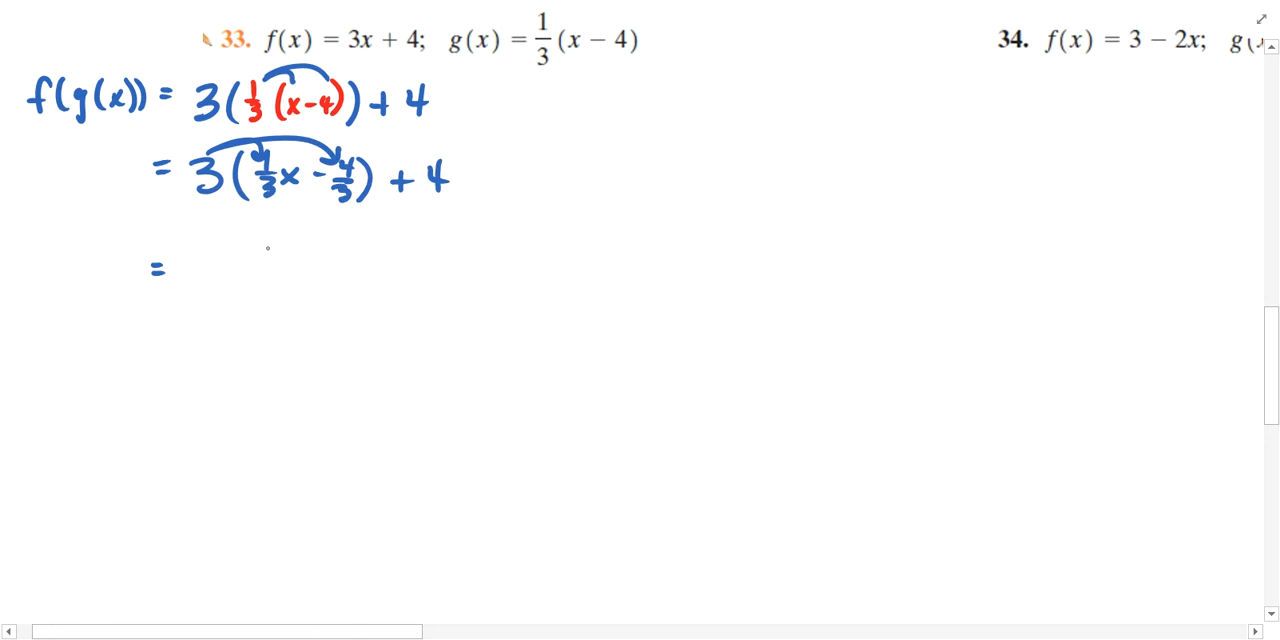 33. f(x) = 3x + 4; g(x) = 1/3 (x − 4)
34. f(x) = 3 − 2x; g(
f(g(x)) = 3(1/3 (x-4)) + 4
= 3(1/3 x - 4/3) + 4
=